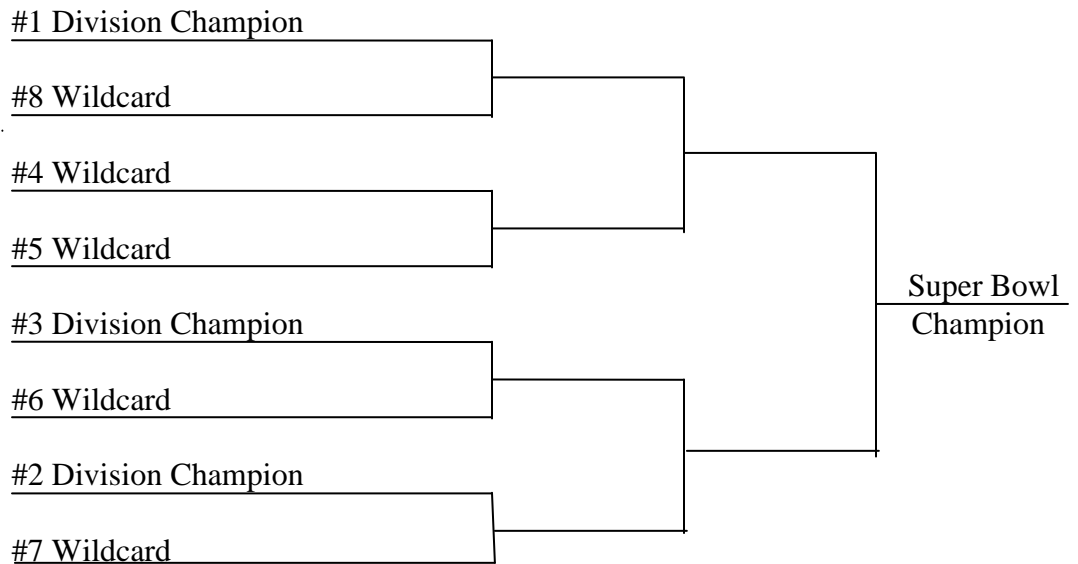 #1 Division Champion
#8 Wildcard
#4 Wildcard
#5 Wildcard
#3 Division Champion
#6 Wildcard
#2 Division Champion
#7 Wildcard
Super Bowl
Champion